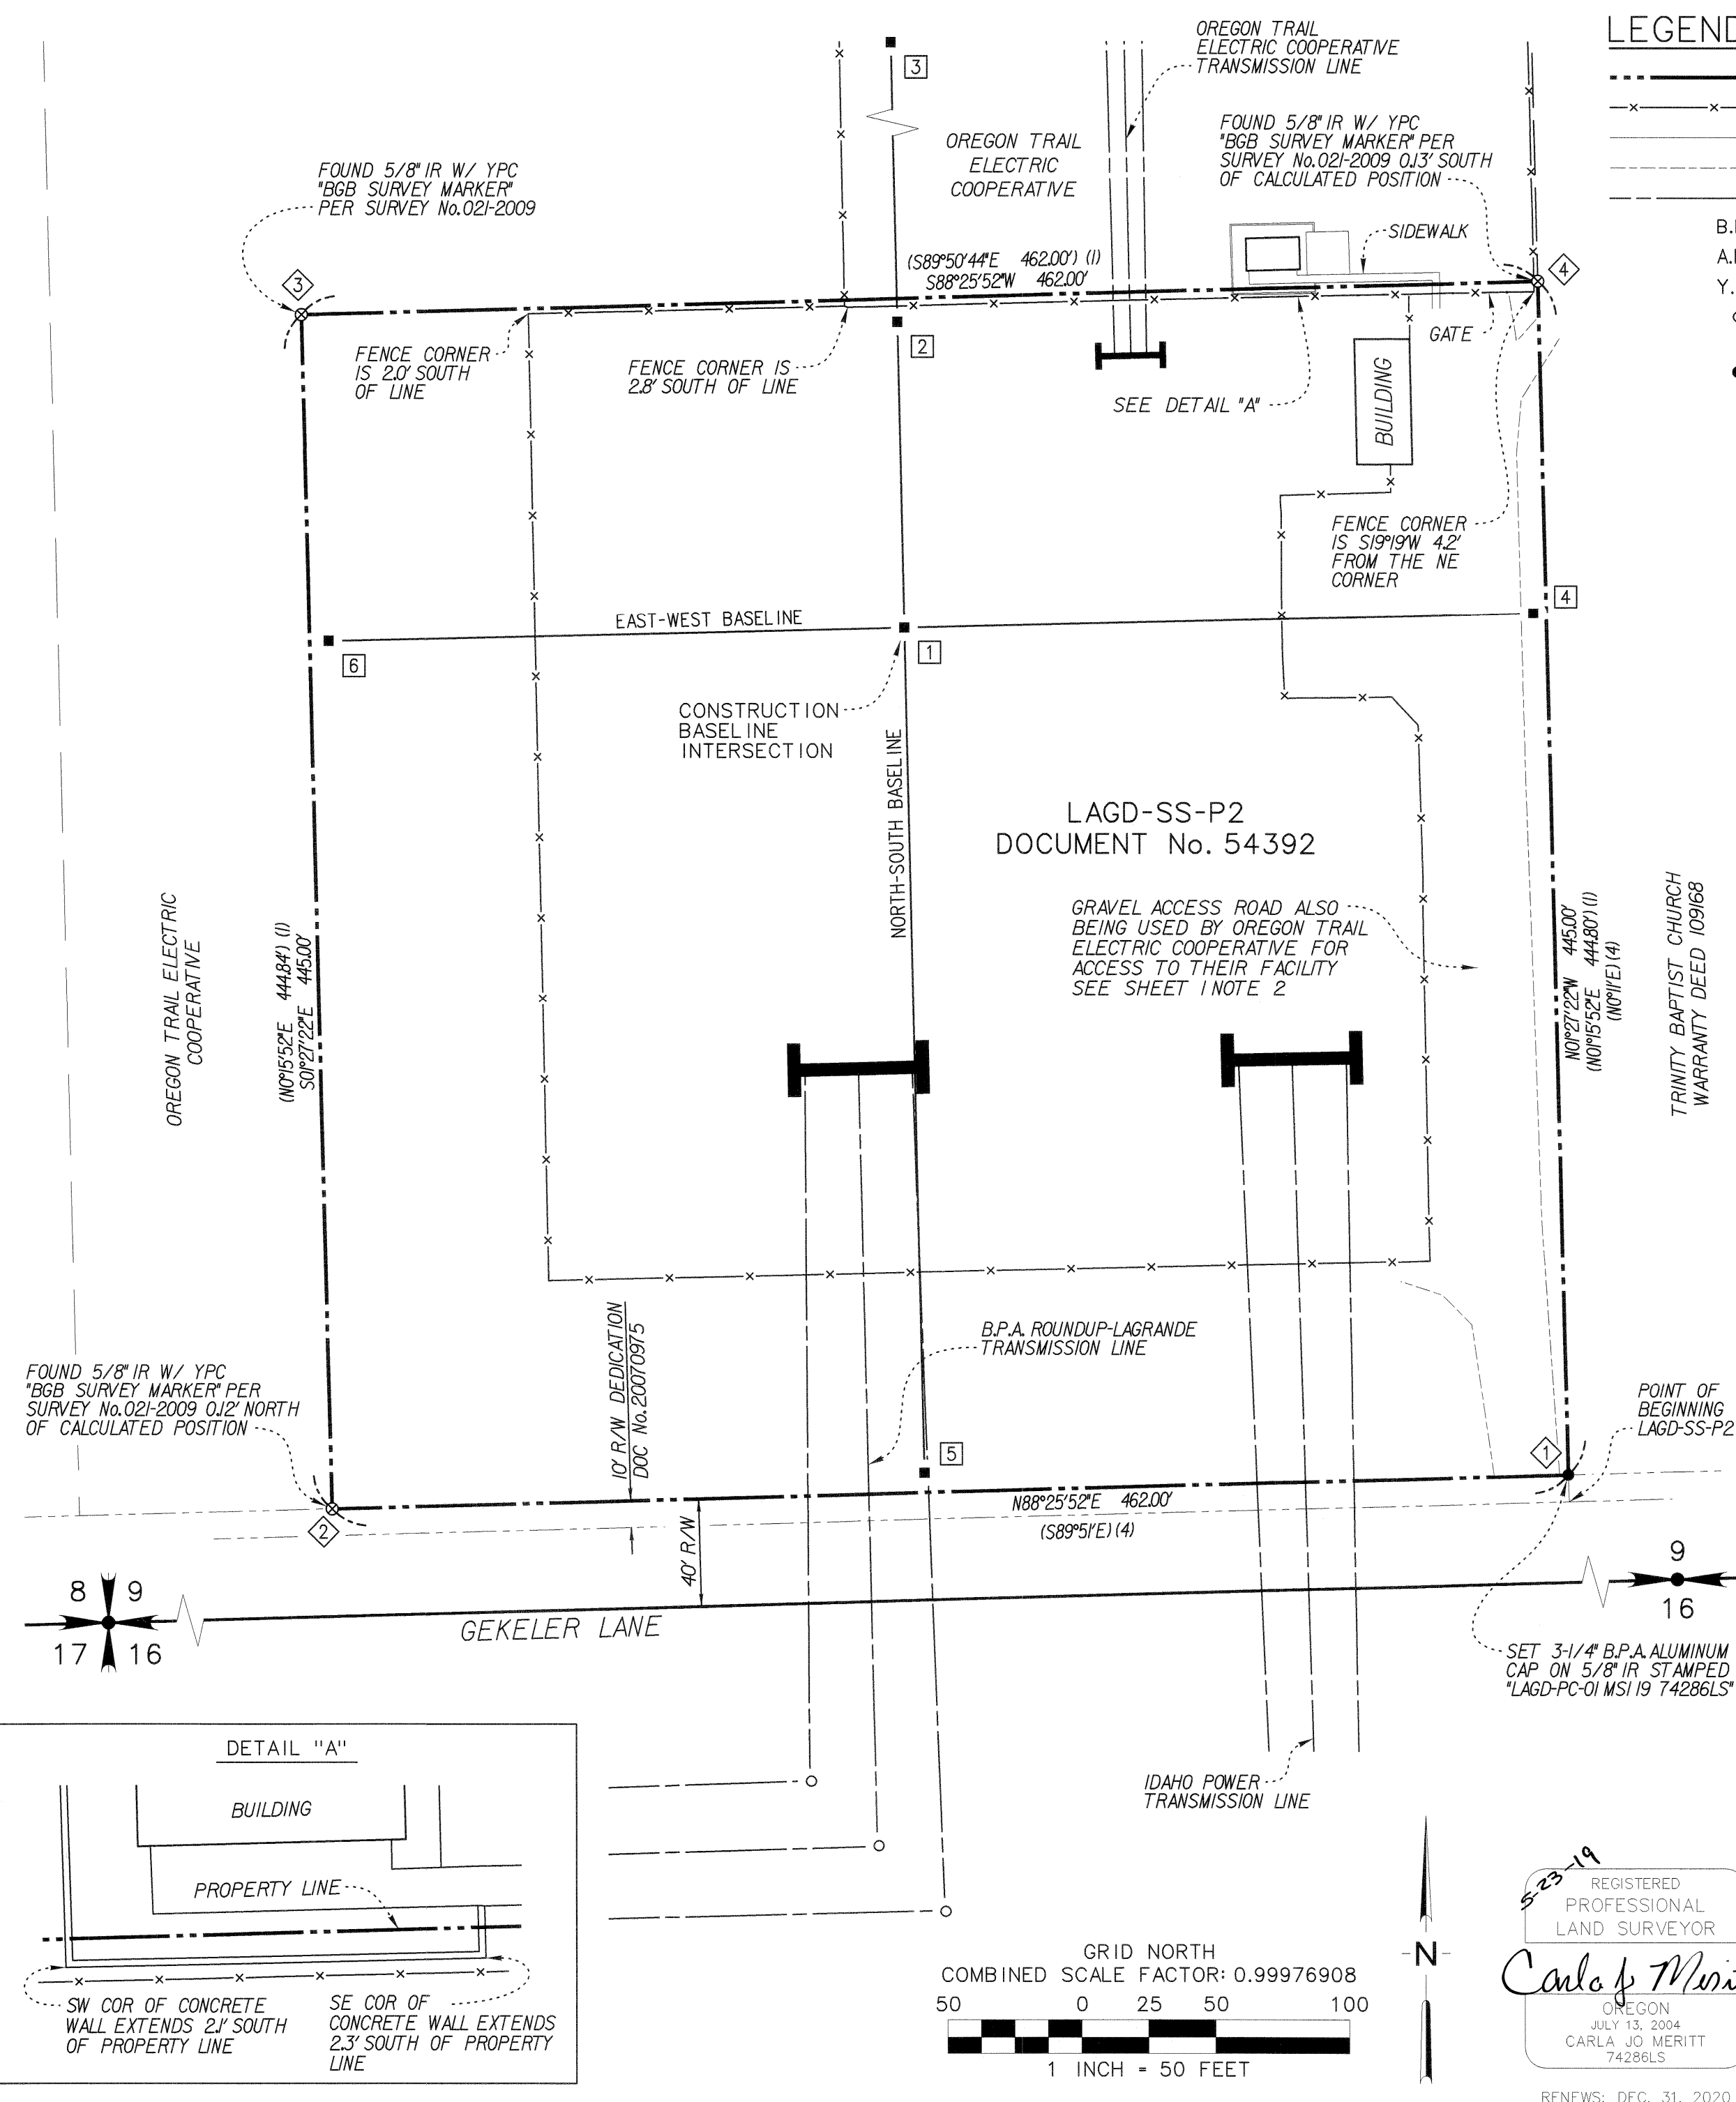 OREGON TRAIL
ELECTRIC COOPERATIVE
TRANSMISSION LINE
LEGEND
3
OREGON TRAIL
ELECTRIC
COOPERATIVE
FOUND 5/8" IR W/ YPC
"BGB SURVEY MARKER" PER
SURVEY No. 021-2009 0.13' SOUTH
OF CALCULATED POSITION
FOUND 5/8" IR W/ YPC
"BGB SURVEY MARKER"
PER SURVEY No. 021-2009
SIDEWALK
(S89°50'44"E 462.00') (1)
S88°25'52"W 462.00'
3
4
2
GATE
FENCE CORNER
IS 2.0' SOUTH
OF LINE
FENCE CORNER IS
2.8' SOUTH OF LINE
SEE DETAIL "A"
BUILDING
FENCE CORNER
IS S19°19'W 4.2'
FROM THE NE
CORNER
EAST-WEST BASELINE
4
6
1
CONSTRUCTION
BASELINE
INTERSECTION
NORTH-SOUTH BASELINE
LAGD-SS-P2
DOCUMENT No. 54392
GRAVEL ACCESS ROAD ALSO
BEING USED BY OREGON TRAIL
ELECTRIC COOPERATIVE FOR
ACCESS TO THEIR FACILITY
SEE SHEET 1 NOTE 2
OREGON TRAIL ELECTRIC
COOPERATIVE
(N0°15'52"E 444.84') (1)
S01°27'22"E 445.00'
N01°27'22"W 445.00'
(N01°15'52"E 444.80') (1)
(N0°11'E) (4)
TRINITY BAPTIST CHURCH
WARRANTY DEED 109168
10' R/W DEDICATION
DOC No. 20070975
B.P.A. ROUNDUP-LAGRANDE
TRANSMISSION LINE
FOUND 5/8" IR W/ YPC
"BGB SURVEY MARKER" PER
SURVEY No. 021-2009 0.12' NORTH
OF CALCULATED POSITION
POINT OF
BEGINNING
LAGD-SS-P2
5
1
2
N88°25'52"E 462.00'
(S89°51'E) (4)
40' R/W
8 9
17 16
9
16
GEKELER LANE
SET 3-1/4" B.P.A. ALUMINUM
CAP ON 5/8" IR STAMPED
"LAGD-PC-01 MSI 19 74286LS"
DETAIL "A"
BUILDING
PROPERTY LINE
SW COR OF CONCRETE
WALL EXTENDS 2.1' SOUTH
OF PROPERTY LINE
SE COR OF
CONCRETE WALL EXTENDS
2.3' SOUTH OF PROPERTY
LINE
IDAHO POWER
TRANSMISSION LINE
GRID NORTH
COMBINED SCALE FACTOR: 0.99976908
50 0 25 50 100
1 INCH = 50 FEET
N
5-23-19
REGISTERED
PROFESSIONAL
LAND SURVEYOR
Carla J Meri
OREGON
JULY 13, 2004
CARLA JO MERITT
74286LS
RENEWS: DEC. 31, 2020